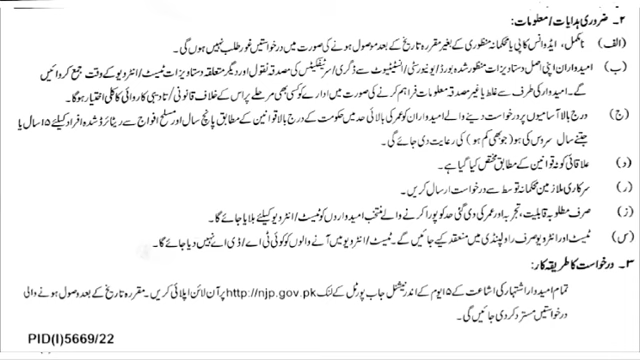 ۲۔ ضروری ہدایات/معلومات:
(الف) نامکمل، ایڈوانس کاپی یا محکمانہ منظوری کے بغیر مقررہ تاریخ کے بعد موصول ہونے کی صورت میں درخواستیں غور طلب نہیں ہوں گی۔
(ب) امیدواران اپنی اصل دستاویزات منظور شدہ بورڈ/یونیورسٹی/انسٹیٹیوٹ سے ڈگری/سرٹیفکیٹس کی مصدقہ نقول اور دیگر متعلقہ دستاویزات ٹیسٹ/انٹرویو کے وقت جمع کروائیں
گے۔ امیدوار کی طرف سے غلط یا غیر مصدقہ معلومات فراہم کرنے کی صورت میں ادارے کو کسی بھی مرحلے پر اس کے خلاف قانونی/تادیبی کاروائی کا کلی اختیار ہوگا۔
(ج) درج بالا آسامیوں پر درخواست دینے والے امیدواران کو عمر کی بالائی حد میں حکومت کے درج بالا قوانین کے مطابق پانچ سال اور مسلح افواج سے ریٹائرڈ شدہ افراد کیلئے ۱۵ سال یا
جتنے سال سروس کی ہو (جو بھی کم ہو) کی رعایت دی جائے گی۔
(د) علاقائی کوٹہ قوانین کے مطابق مختص کیا گیا ہے۔
(ر) سرکاری ملازمین محکمانہ توسط سے درخواست ارسال کریں۔
(ز) صرف مطلوبہ قابلیت، تجربہ اور عمر کی دی گئی حد کو پورا کرنے والے منتخب امیدواروں کو ٹیسٹ/انٹرویو کیلئے بلایا جائے گا۔
(س) ٹیسٹ اور انٹرویو صرف راولپنڈی میں منعقد کیے جائیں گے۔ ٹیسٹ/انٹرویو میں آنے والوں کو کوئی ٹی اے/ڈی اے نہیں دیا جائے گا۔
۳۔ درخواست کا طریقہ کار:
تمام امیدوار اشتہار کی اشاعت کے ۱۵ ایوم کے اندر نیشنل جاب پورٹل کے لنک http://njp.gov.pk پر آن لائن اپلائی کریں۔ مقررہ تاریخ کے بعد وصول ہونے والی
درخواستیں مسترد کر دی جائیں گی۔
PID(I)5669/22